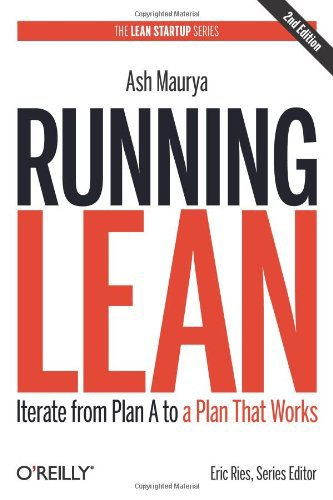 THE LEAN STARTUP SERIES
2nd Edition
Ash Maurya
RUNNING
LEAN
Iterate from Plan A to a Plan That Works
O'REILLY®
Eric Ries, Series Editor